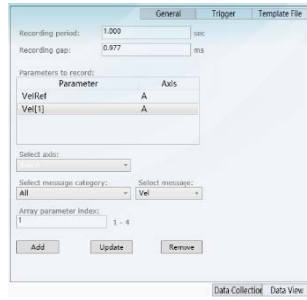 General Trigger Template File
Recording period: 1.000 sec
Recording gap: 0.977 ms
Parameters to record:
Parameter Axis
VelRef A
Vel[1] A
Select axis:
Select message category: Select message:
All Vel
Array parameter index:
1 1 - 4
Add Update Remove
Data Collection Data View